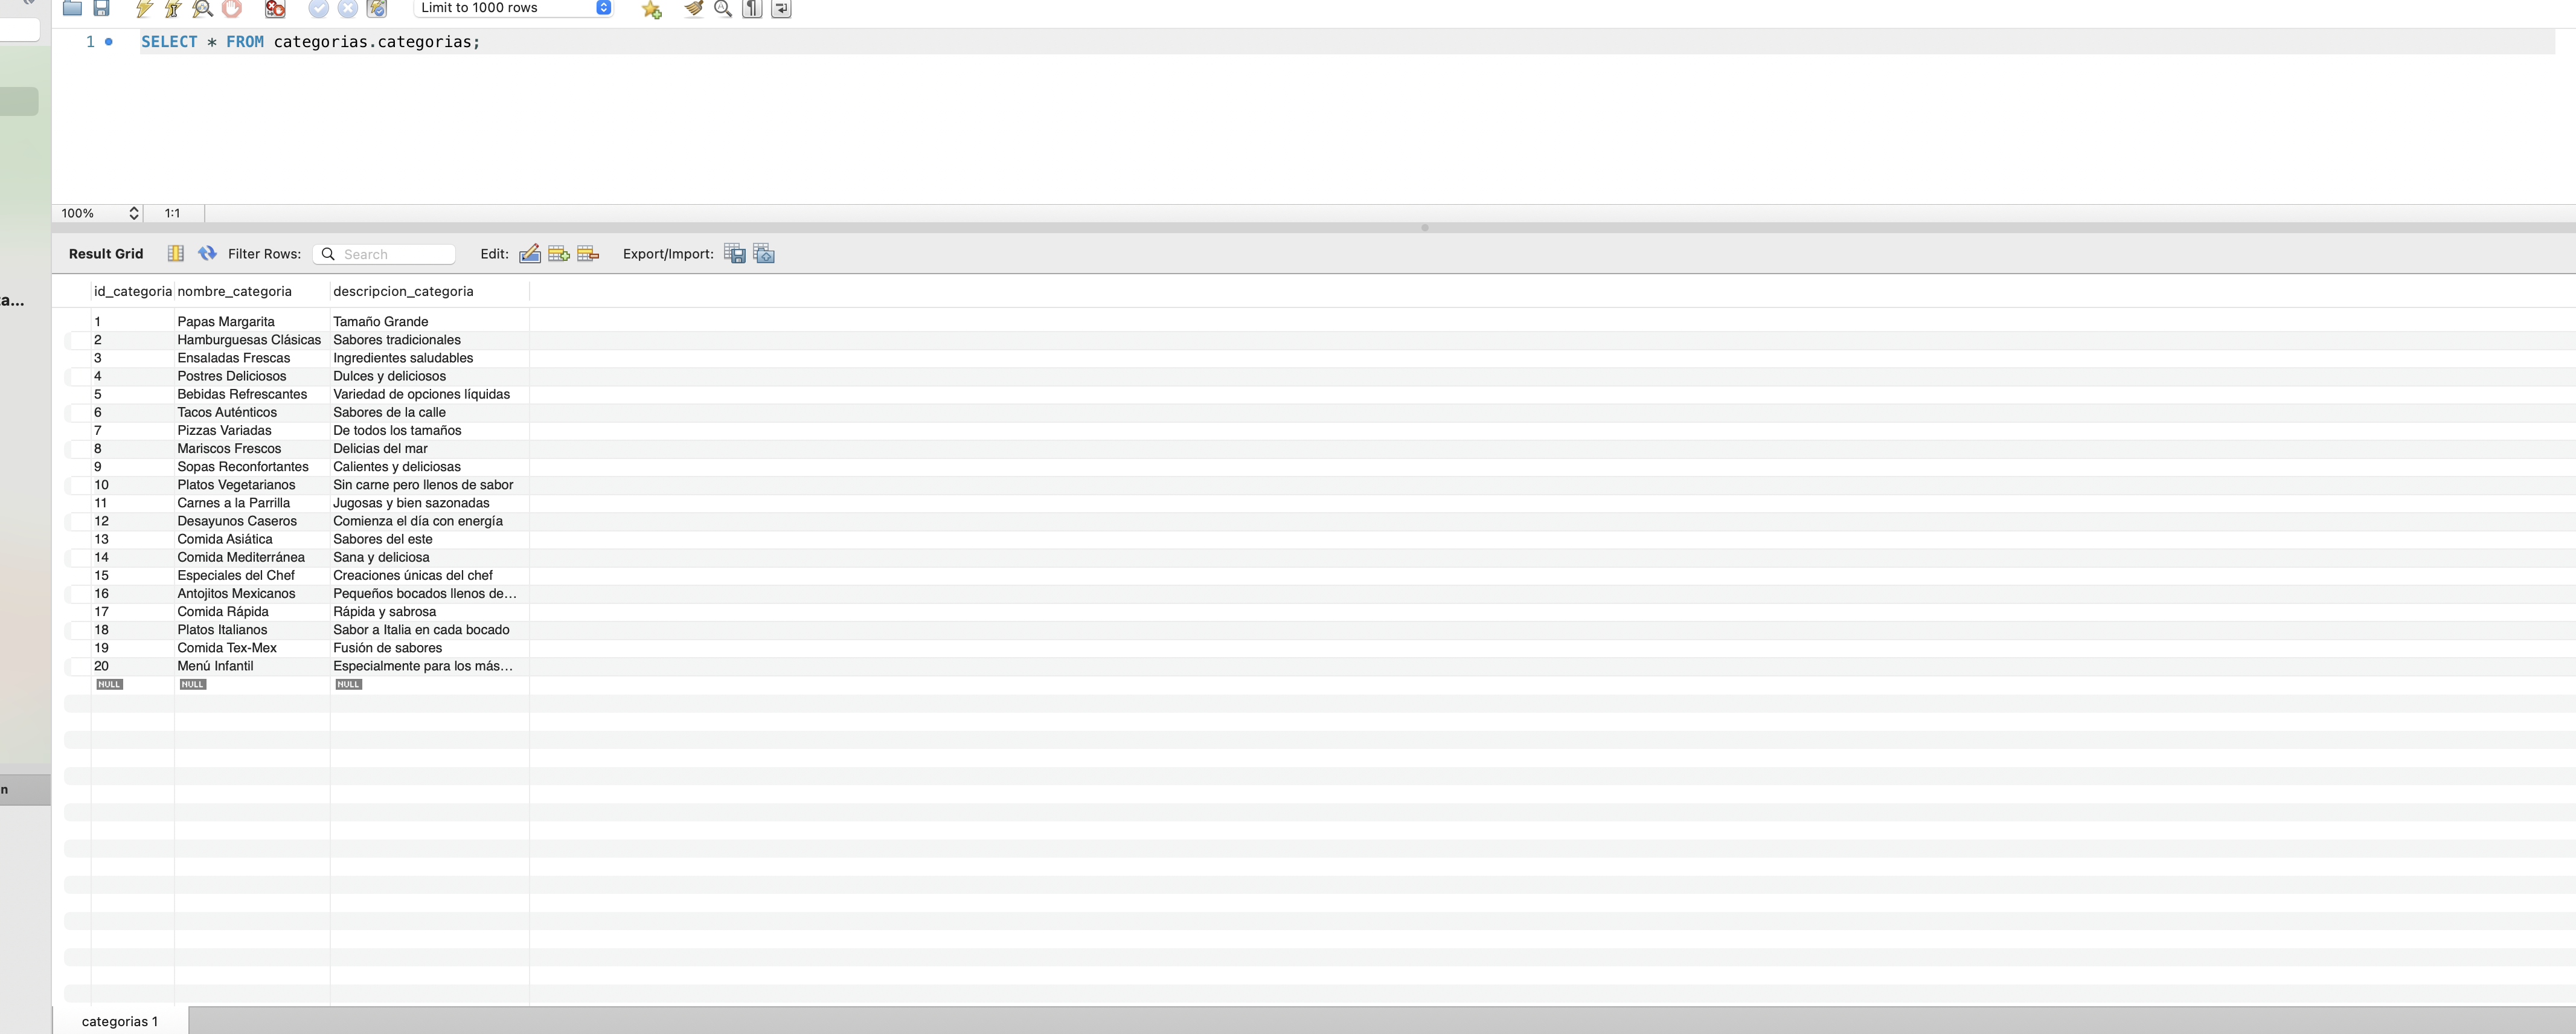 Limit to 1000 rows
1 SELECT * FROM categorias.categorias;
100% 1:1
Result Grid Filter Rows: Search Edit: Export/Import:
a...
id_categoria nombre_categoria descripcion_categoria
1 Papas Margarita Tamaño Grande
2 Hamburguesas Clásicas Sabores tradicionales
3 Ensaladas Frescas Ingredientes saludables
4 Postres Deliciosos Dulces y deliciosos
5 Bebidas Refrescantes Variedad de opciones líquidas
6 Tacos Auténticos Sabores de la calle
7 Pizzas Variadas De todos los tamaños
8 Mariscos Frescos Delicias del mar
9 Sopas Reconfortantes Calientes y deliciosas
10 Platos Vegetarianos Sin carne pero llenos de sabor
11 Carnes a la Parrilla Jugosas y bien sazonadas
12 Desayunos Caseros Comienza el día con energía
13 Comida Asiática Sabores del este
14 Comida Mediterránea Sana y deliciosa
15 Especiales del Chef Creaciones únicas del chef
16 Antojitos Mexicanos Pequeños bocados llenos de...
17 Comida Rápida Rápida y sabrosa
18 Platos Italianos Sabor a Italia en cada bocado
19 Comida Tex-Mex Fusión de sabores
20 Menú Infantil Especialmente para los más...
NULL NULL NULL
n
categorias 1